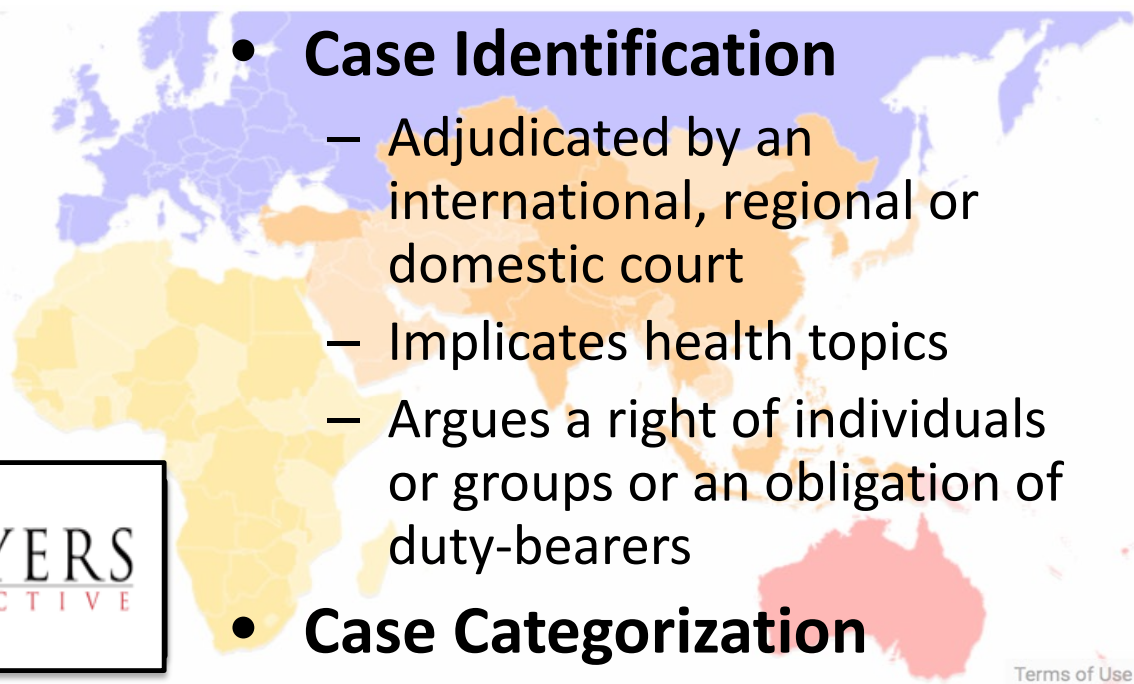 • Case Identification
– Adjudicated by an
international, regional or
domestic court
– Implicates health topics
– Argues a right of individuals
or groups or an obligation of
duty-bearers
YERS
CTIVE
• Case Categorization
Terms of Use